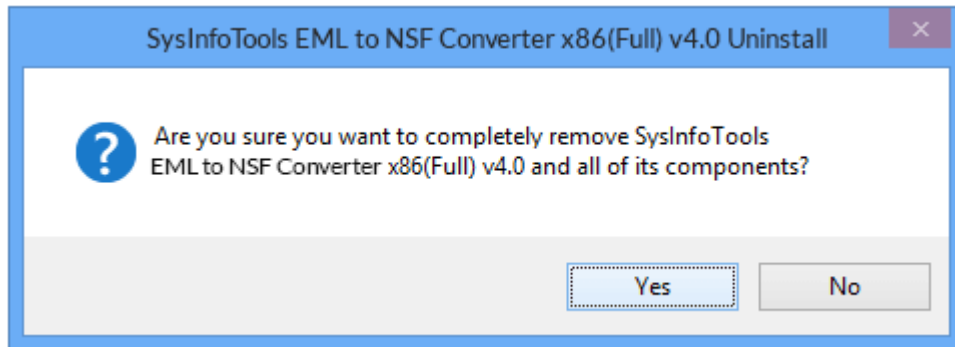 SysInfoTools EML to NSF Converter x86(Full) v4.0 Uninstall
Are you sure you want to completely remove SysInfoTools
EML to NSF Converter x86(Full) v4.0 and all of its components?
Yes No